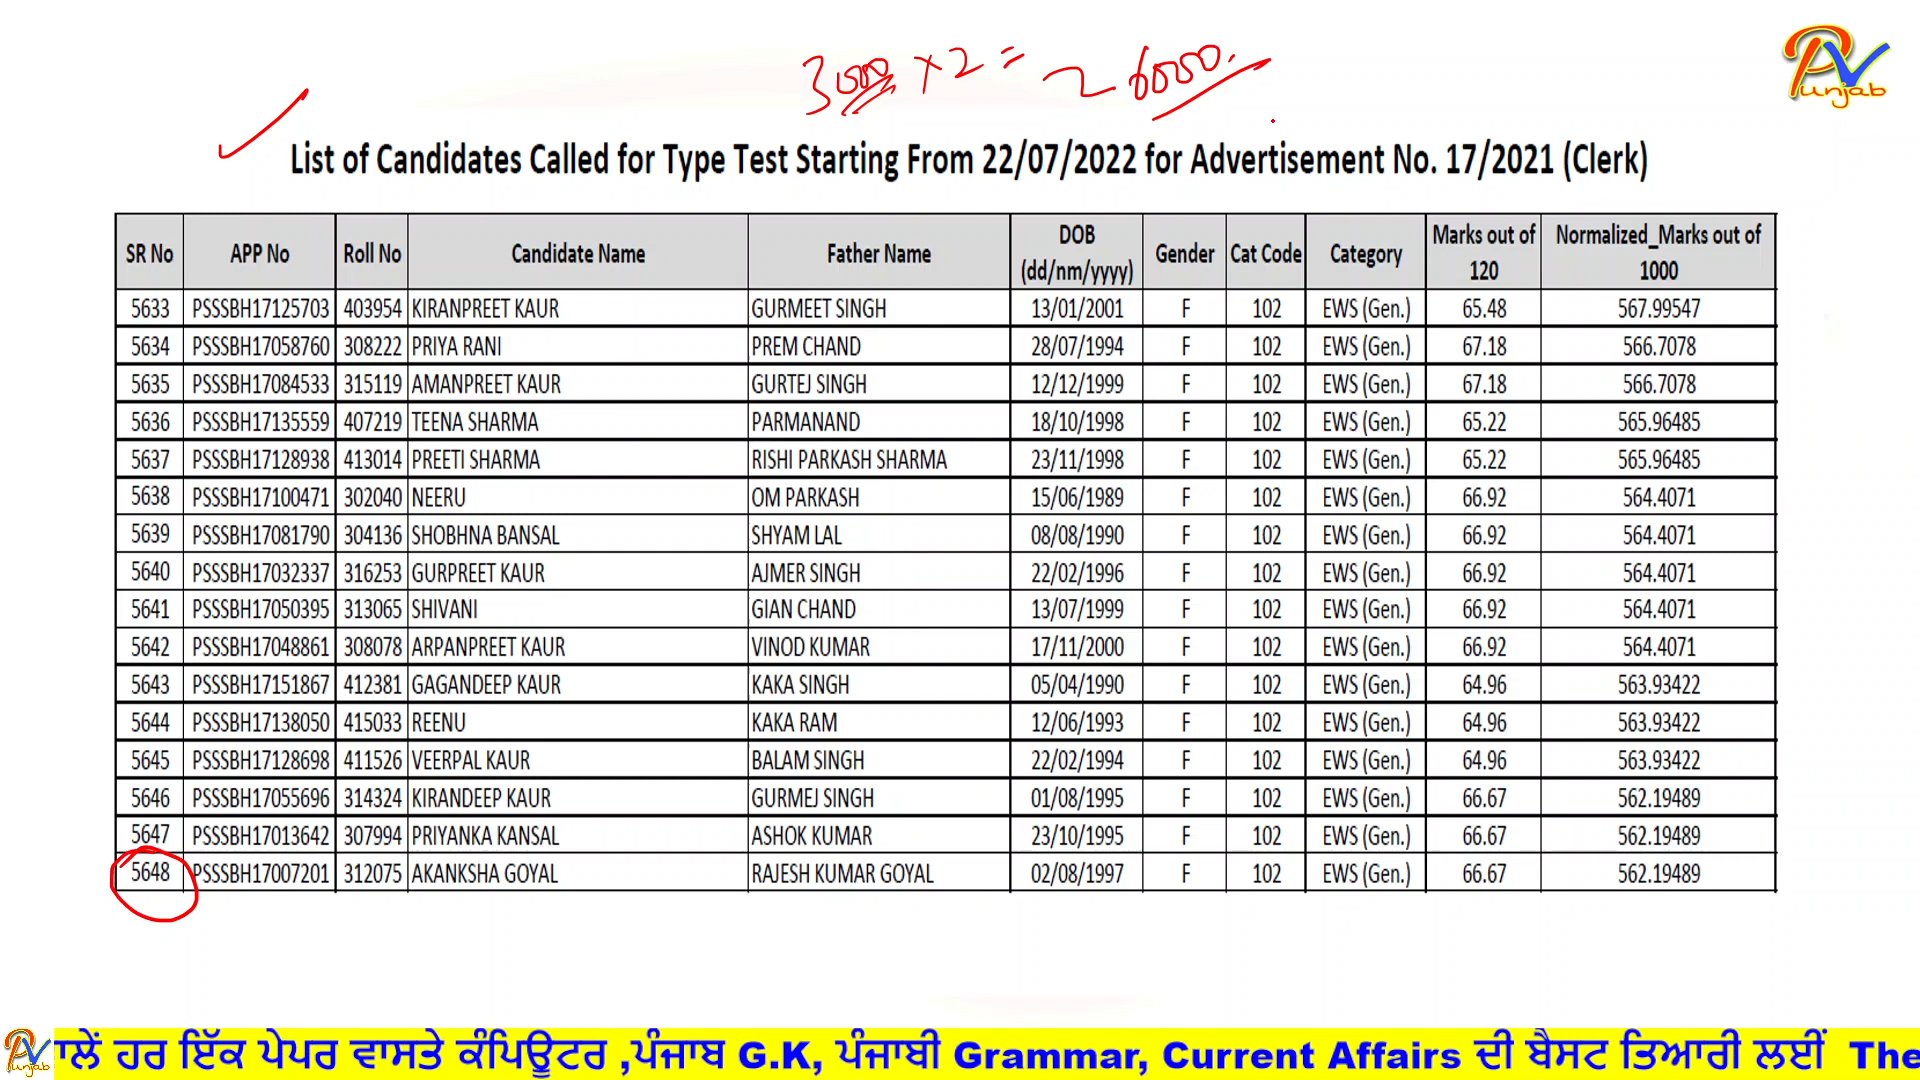 3000 × 2 = ~ 6000.
PV
Punjab
List of Candidates Called for Type Test Starting From 22/07/2022 for Advertisement No. 17/2021 (Clerk)
SR No APP No Roll No Candidate Name Father Name DOB (dd/nm/yyyy) Gender Cat Code Category Marks out of 120 Normalized_Marks out of 1000
5633 PSSSBH17125703 403954 KIRANPREET KAUR GURMEET SINGH 13/01/2001 F 102 EWS (Gen.) 65.48 567.99547
5634 PSSSBH17058760 308222 PRIYA RANI PREM CHAND 28/07/1994 F 102 EWS (Gen.) 67.18 566.7078
5635 PSSSBH17084533 315119 AMANPREET KAUR GURTEJ SINGH 12/12/1999 F 102 EWS (Gen.) 67.18 566.7078
5636 PSSSBH17135559 407219 TEENA SHARMA PARMANAND 18/10/1998 F 102 EWS (Gen.) 65.22 565.96485
5637 PSSSBH17128938 413014 PREETI SHARMA RISHI PARKASH SHARMA 23/11/1998 F 102 EWS (Gen.) 65.22 565.96485
5638 PSSSBH17100471 302040 NEERU OM PARKASH 15/06/1989 F 102 EWS (Gen.) 66.92 564.4071
5639 PSSSBH17081790 304136 SHOBHNA BANSAL SHYAM LAL 08/08/1990 F 102 EWS (Gen.) 66.92 564.4071
5640 PSSSBH17032337 316253 GURPREET KAUR AJMER SINGH 22/02/1996 F 102 EWS (Gen.) 66.92 564.4071
5641 PSSSBH17050395 313065 SHIVANI GIAN CHAND 13/07/1999 F 102 EWS (Gen.) 66.92 564.4071
5642 PSSSBH17048861 308078 ARPANPREET KAUR VINOD KUMAR 17/11/2000 F 102 EWS (Gen.) 66.92 564.4071
5643 PSSSBH17151867 412381 GAGANDEEP KAUR KAKA SINGH 05/04/1990 F 102 EWS (Gen.) 64.96 563.93422
5644 PSSSBH17138050 415033 REENU KAKA RAM 12/06/1993 F 102 EWS (Gen.) 64.96 563.93422
5645 PSSSBH17128698 411526 VEERPAL KAUR BALAM SINGH 22/02/1994 F 102 EWS (Gen.) 64.96 563.93422
5646 PSSSBH17055696 314324 KIRANDEEP KAUR GURMEJ SINGH 01/08/1995 F 102 EWS (Gen.) 66.67 562.19489
5647 PSSSBH17013642 307994 PRIYANKA KANSAL ASHOK KUMAR 23/10/1995 F 102 EWS (Gen.) 66.67 562.19489
5648 PSSSBH17007201 312075 AKANKSHA GOYAL RAJESH KUMAR GOYAL 02/08/1997 F 102 EWS (Gen.) 66.67 562.19489
PV Punjab ਾਲੇਂ ਹਰ ਇੱਕ ਪੇਪਰ ਵਾਸਤੇ ਕੰਪਿਊਟਰ ,ਪੰਜਾਬ G.K, ਪੰਜਾਬੀ Grammar, Current Affairs ਦੀ ਬੈਸਟ ਤਿਆਰੀ ਲਈਂ The